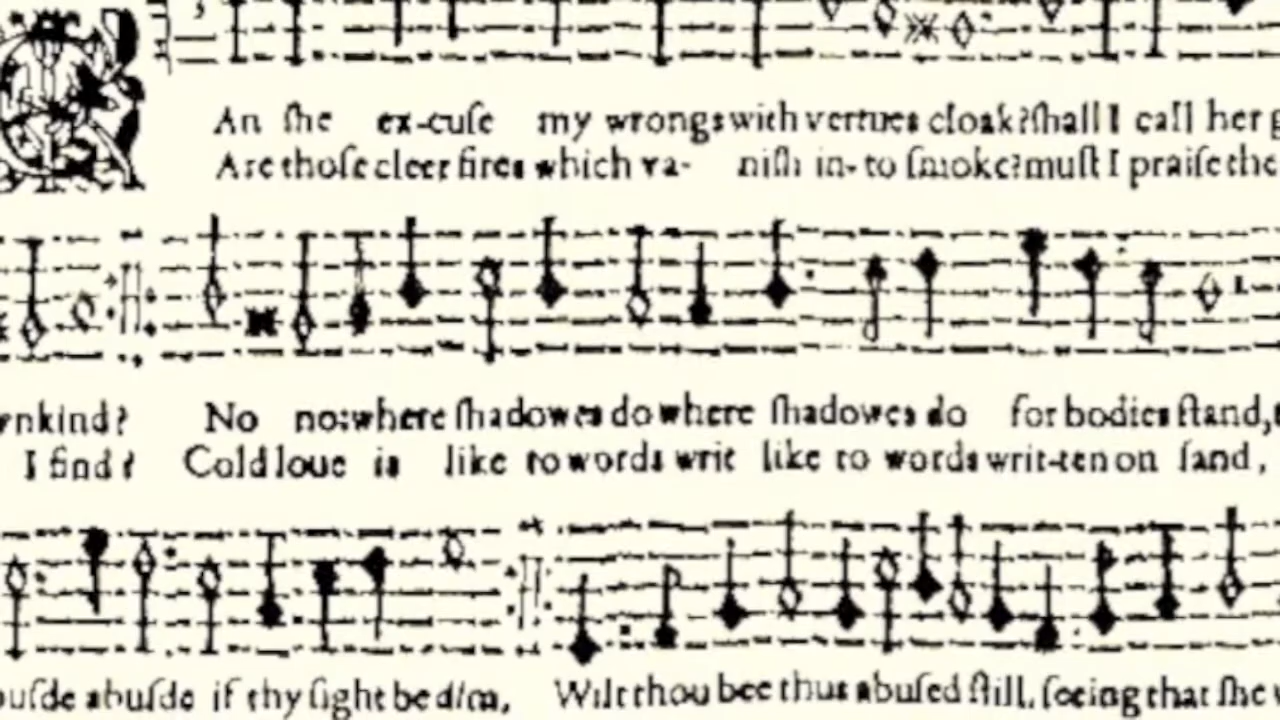 An ſhe ex-cuſe my wrongs with vertues cloak? ſhall I call her
Are thoſe cleer fires which va- niſh in-to ſmoke? muſt I praiſe the
No no: where ſhadowes do where ſhadowes do for bodies ſtand,
I find? Cold loue is like to words writ like to words writ-ten on ſand,
abuſde if thy ſight be dim, Wilt thou bee thus abuſed ſtill, ſeeing that ſhe